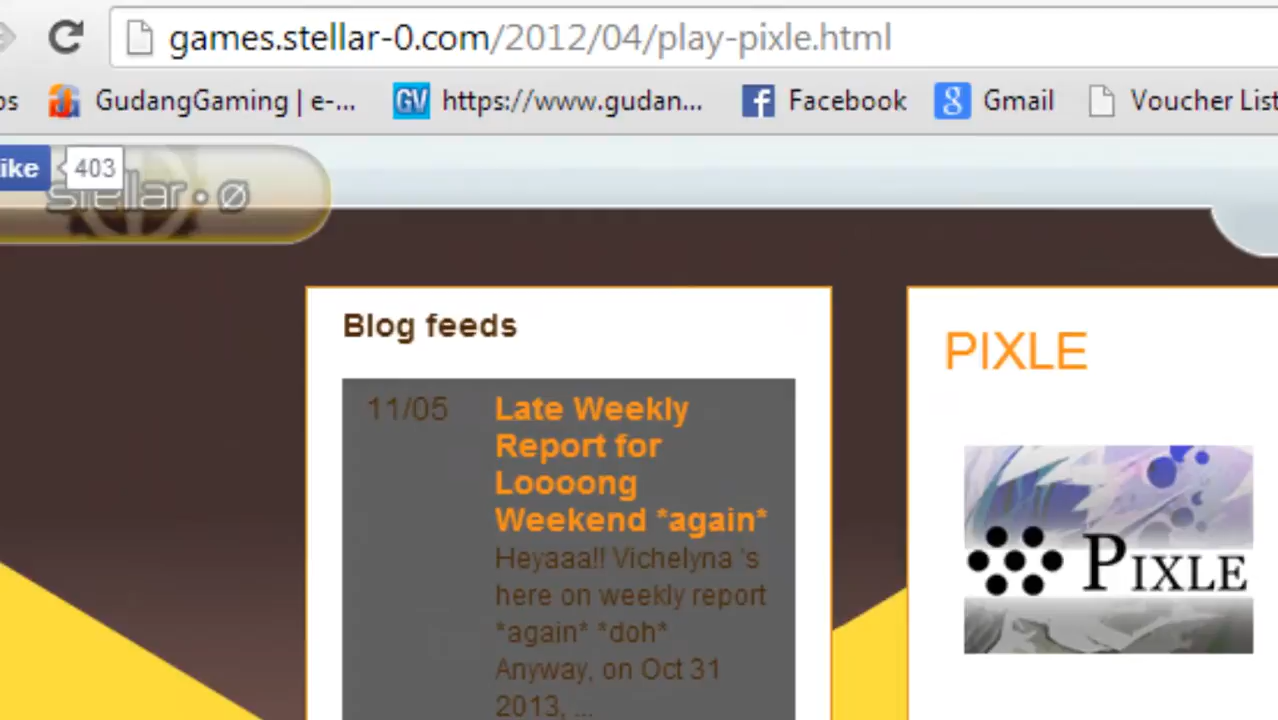 games.stellar-0.com/2012/04/play-pixle.html
GudangGaming | e-... GV https://www.gudan... Facebook Gmail Voucher List
ike 403
stellar • Ø
Blog feeds
PIXLE
11/05 Late Weekly
Report for
Loooong
Weekend *again*
Heyaaa!! Vichelyna 's
here on weekly report
*again* *doh*
Anyway, on Oct 31
2013, ...
PIXLE